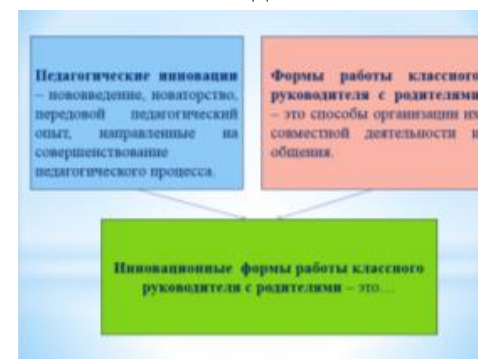 Педагогические инновации
– нововведение, новаторство,
передовой педагогический
опыт, направленные на
совершенствование
педагогического процесса.
Формы работы классного
руководителя с родителями
– это способы организации их
совместной деятельности и
общения.
Инновационные формы работы классного
руководителя с родителями – это…